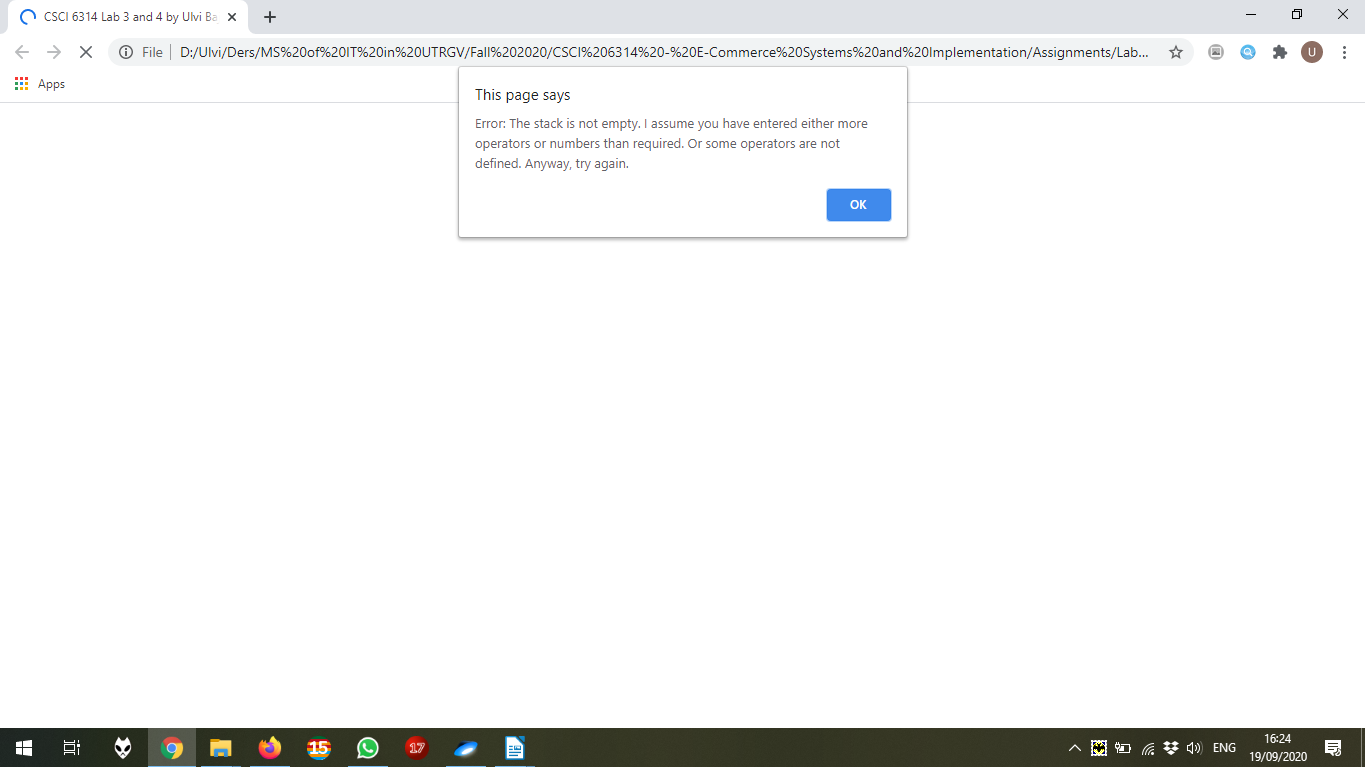 CSCI 6314 Lab 3 and 4 by Ulvi Ba
File
D:/Ulvi/Ders/MS%20of%20IT%20in%20UTRGV/Fall%202020/CSCI%206314%20-%20E-Commerce%20Systems%20and%20Implementation/Assignments/Lab...
U
Apps
This page says
Error: The stack is not empty. I assume you have entered either more
operators or numbers than required. Or some operators are not
defined. Anyway, try again.
OK
15
17
ENG
16:24
19/09/2020